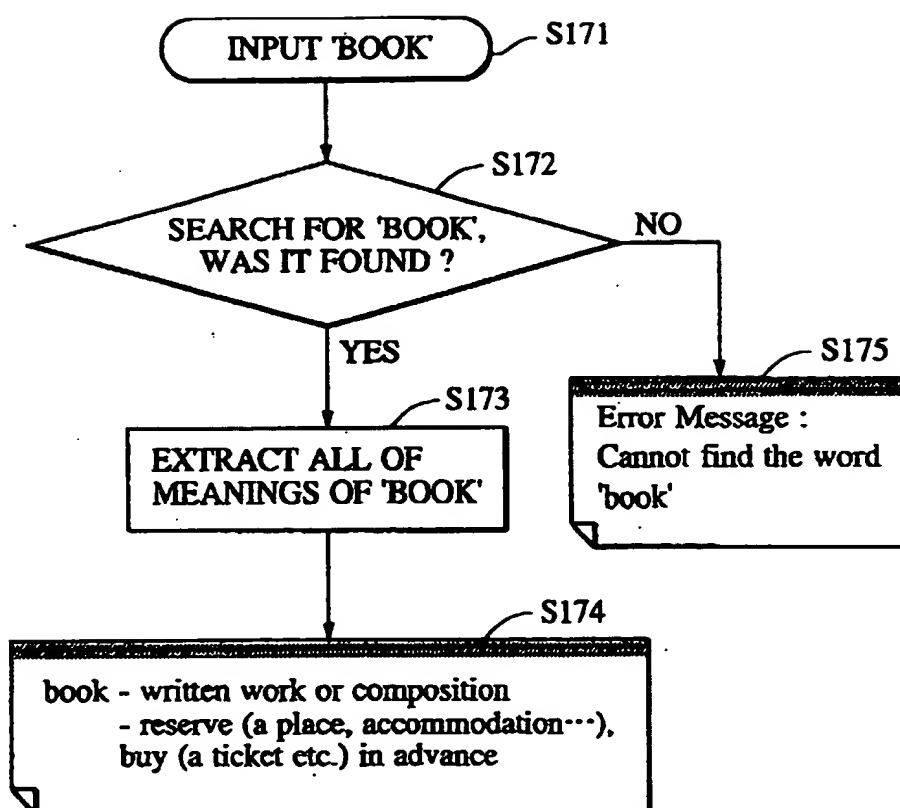 INPUT 'BOOK'
S171
S172
SEARCH FOR 'BOOK',
WAS IT FOUND ?
NO
YES
S175
Error Message :
Cannot find the word
'book'
S173
EXTRACT ALL OF
MEANINGS OF 'BOOK'
S174
book - written work or composition
- reserve (a place, accommodation···),
buy (a ticket etc.) in advance